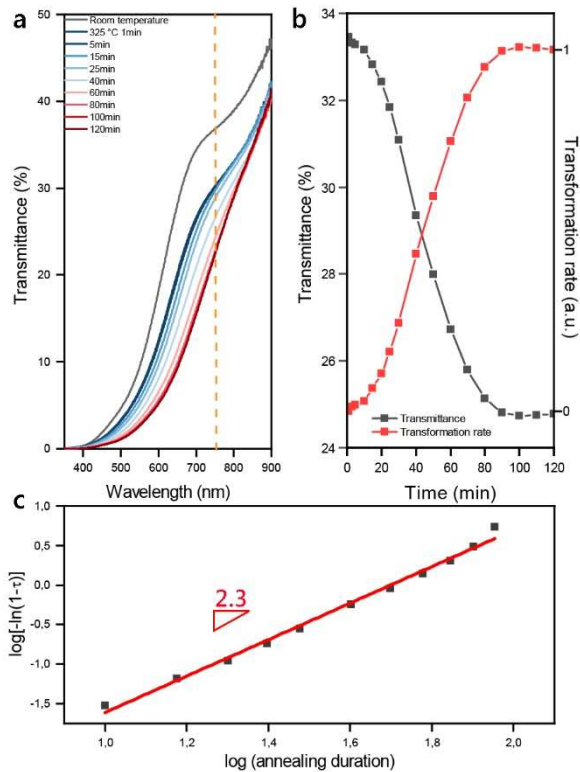 a
50
40
30
20
10
0
Transmittance (%)
Room temperature
325 °C 1min
5min
15min
25min
40min
60min
80min
100min
120min
400 500 600 700 800 900
Wavelength (nm)
b
34
32
30
28
26
24
Transmittance (%)
1
0
Transformation rate (a.u.)
Transmittance
Transformation rate
0 20 40 60 80 100 120
Time (min)
c
1,0
0,5
0,0
-0,5
-1,0
-1,5
log[-ln(1-τ)]
2.3
1,0 1,2 1,4 1,6 1,8 2,0
log (annealing duration)